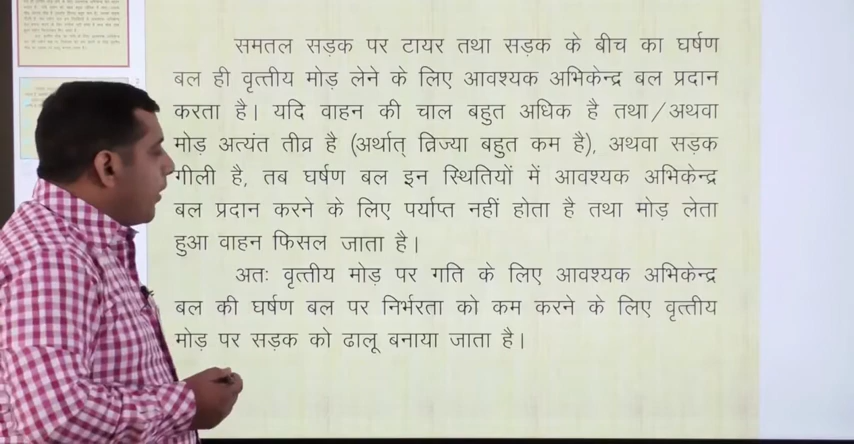 समतल सड़क पर टायर तथा सड़क के बीच का घर्षण
बल ही वृत्तीय मोड़ लेने के लिए आवश्यक अभिकेन्द्र बल प्रदान
करता है। यदि वाहन की चाल बहुत अधिक है तथा/अथवा
मोड़ अत्यंत तीव्र है (अर्थात् त्रिज्या बहुत कम है), अथवा सड़क
गीली है, तब घर्षण बल इन स्थितियों में आवश्यक अभिकेन्द्र
बल प्रदान करने के लिए पर्याप्त नहीं होता है तथा मोड़ लेता
हुआ वाहन फिसल जाता है।
अतः वृत्तीय मोड़ पर गति के लिए आवश्यक अभिकेन्द्र
बल की घर्षण बल पर निर्भरता को कम करने के लिए वृत्तीय
मोड़ पर सड़क को ढालू बनाया जाता है।